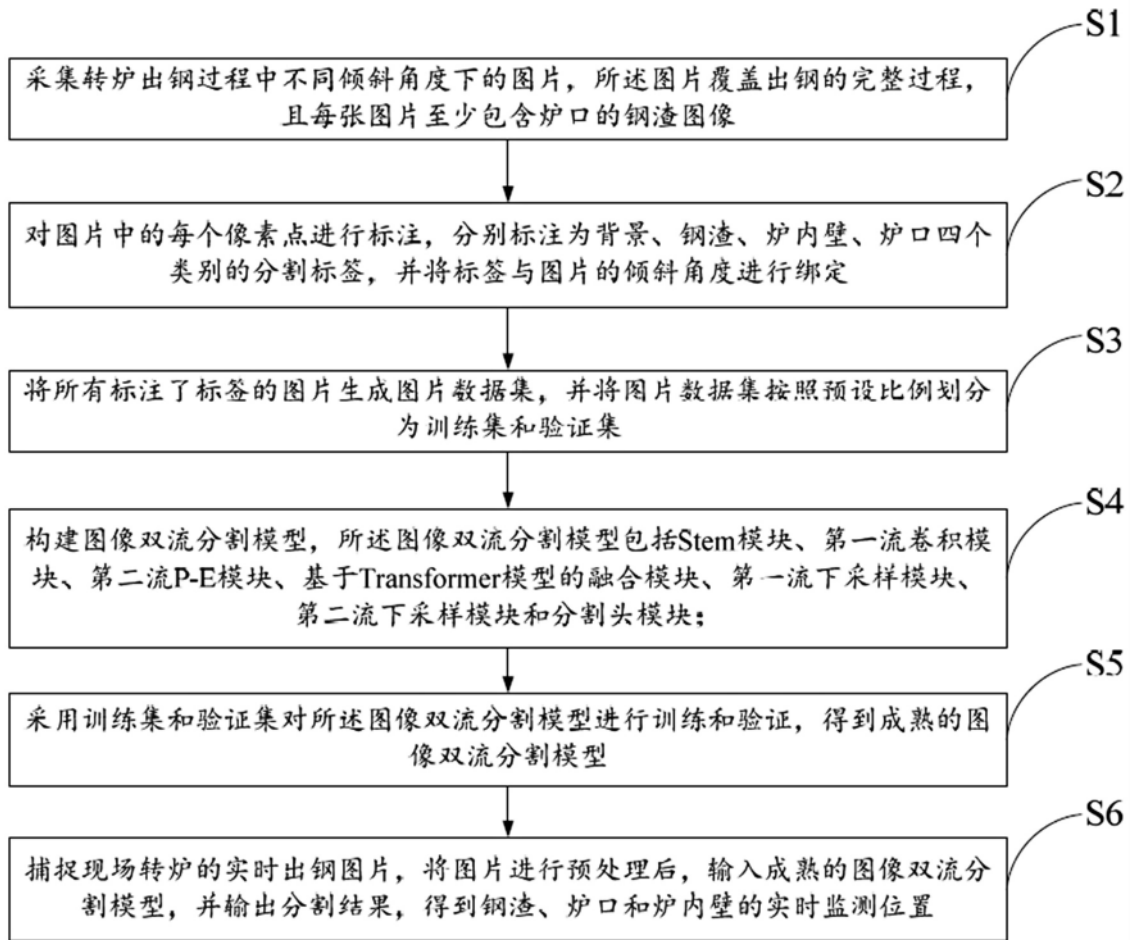 S1
采集转炉出钢过程中不同倾斜角度下的图片，所述图片覆盖出钢的完整过程，
且每张图片至少包含炉口的钢渣图像
S2
对图片中的每个像素点进行标注，分别标注为背景、钢渣、炉内壁、炉口四个
类别的分割标签，并将标签与图片的倾斜角度进行绑定
S3
将所有标注了标签的图片生成图片数据集，并将图片数据集按照预设比例划分
为训练集和验证集
S4
构建图像双流分割模型，所述图像双流分割模型包括Stem模块、第一流卷积模
块、第二流P-E模块、基于Transformer模型的融合模块、第一流下采样模块、
第二流下采样模块和分割头模块；
S5
采用训练集和验证集对所述图像双流分割模型进行训练和验证，得到成熟的图
像双流分割模型
S6
捕捉现场转炉的实时出钢图片，将图片进行预处理后，输入成熟的图像双流分
割模型，并输出分割结果，得到钢渣、炉口和炉内壁的实时监测位置